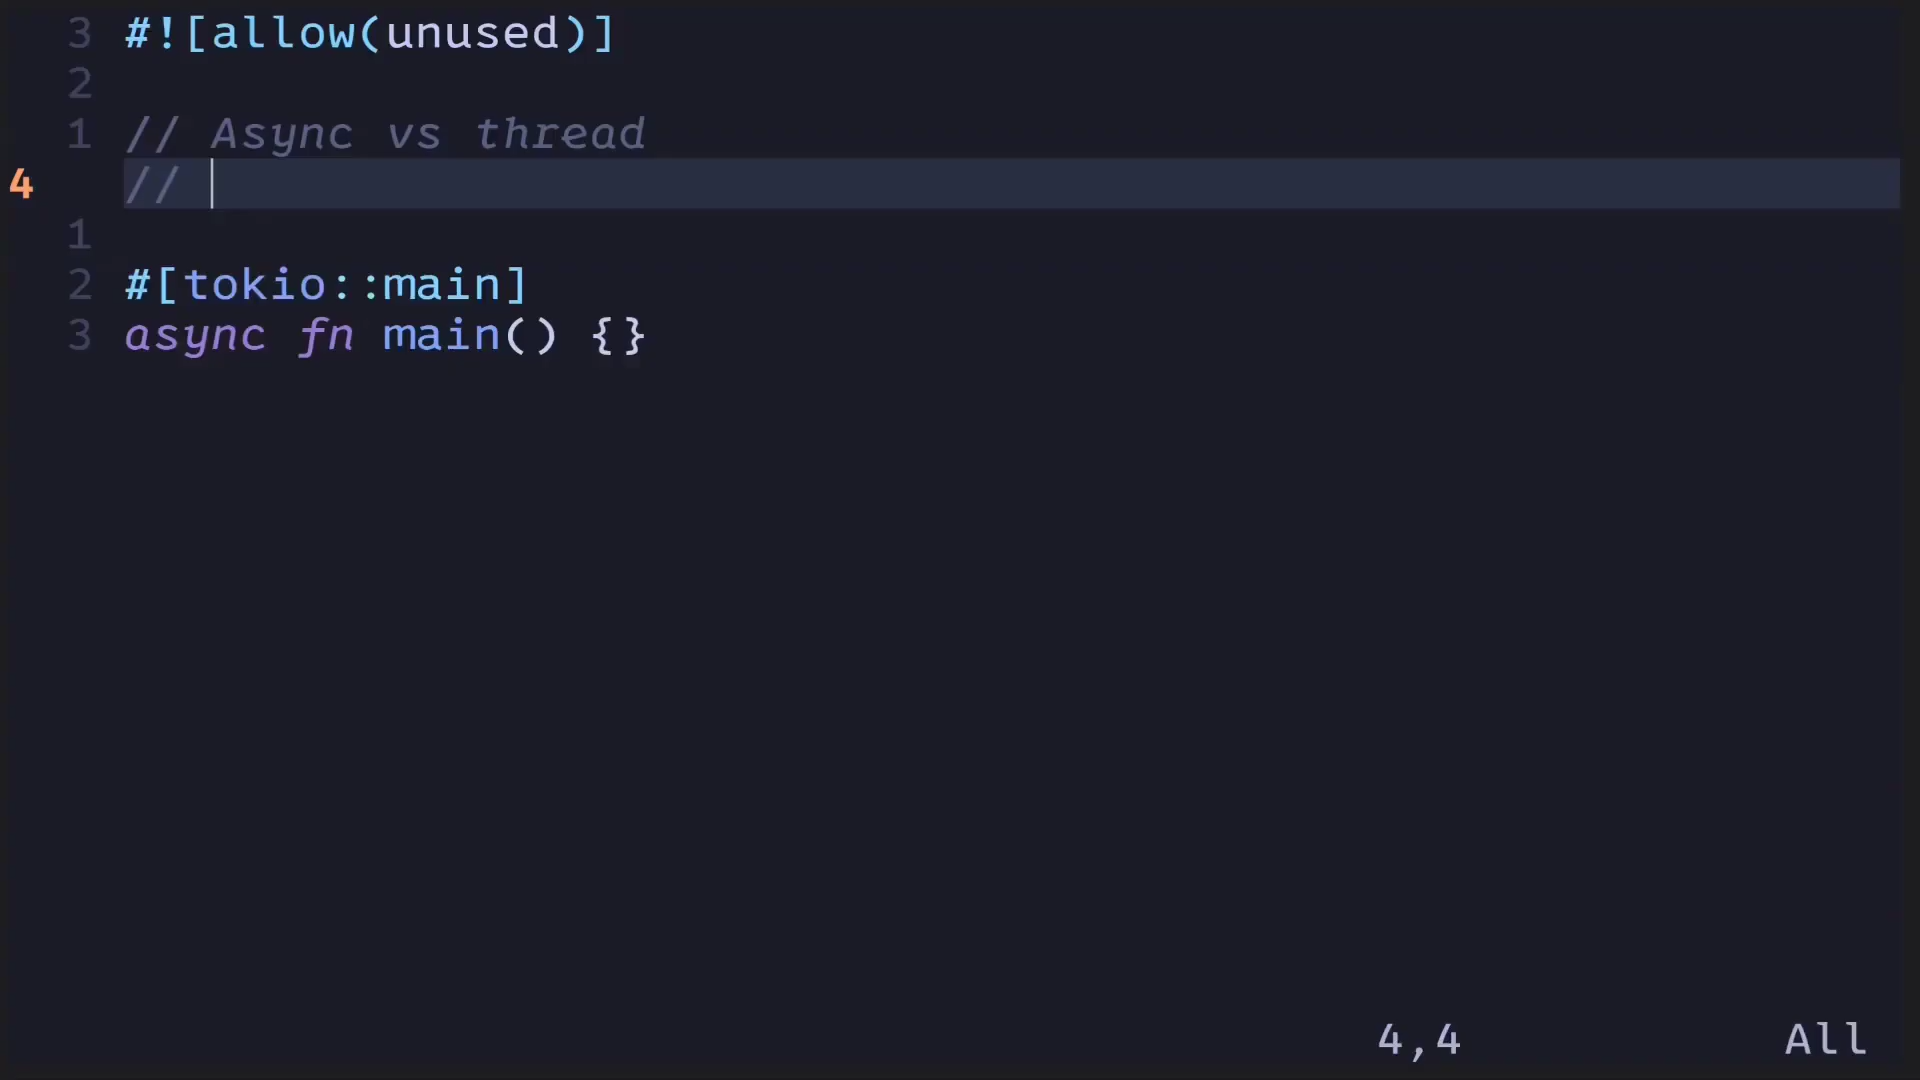 3 #![allow(unused)]
2
1 // Async vs thread
4 //
1
2 #[tokio::main]
3 async fn main() {}
4,4 All